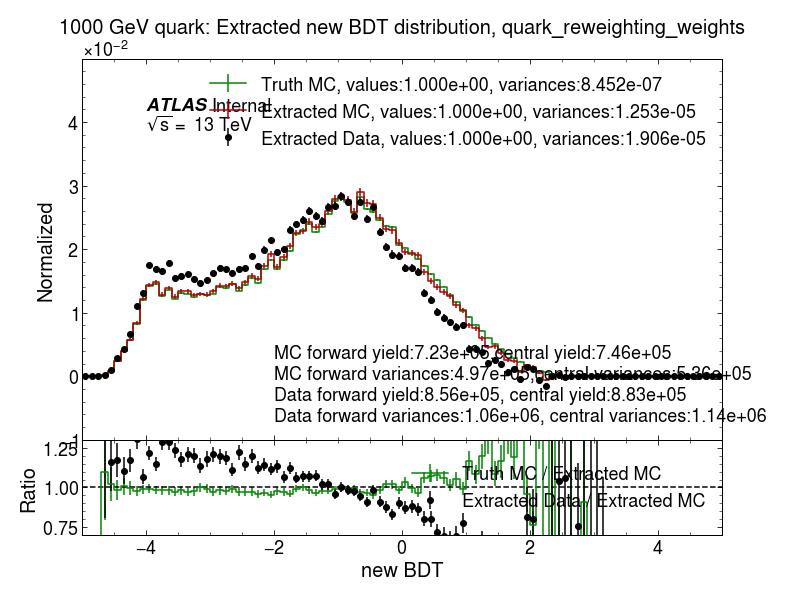 1000 GeV quark: Extracted new BDT distribution, quark_reweighting_weights
×10⁻²
Truth MC, values:1.000e+00, variances:8.452e-07
ATLAS Internal
Extracted MC, values:1.000e+00, variances:1.253e-05
√s = 13 TeV
Extracted Data, values:1.000e+00, variances:1.906e-05
Normalized
4
3
2
1
0
MC forward yield:7.23e+05, central yield:7.46e+05
MC forward variances:4.97e+05, central variances:5.36e+05
Data forward yield:8.56e+05, central yield:8.83e+05
Data forward variances:1.06e+06, central variances:1.14e+06
Ratio
1.25
1.00
0.75
Truth MC / Extracted MC
Extracted Data / Extracted MC
−4 −2 0 2 4
new BDT